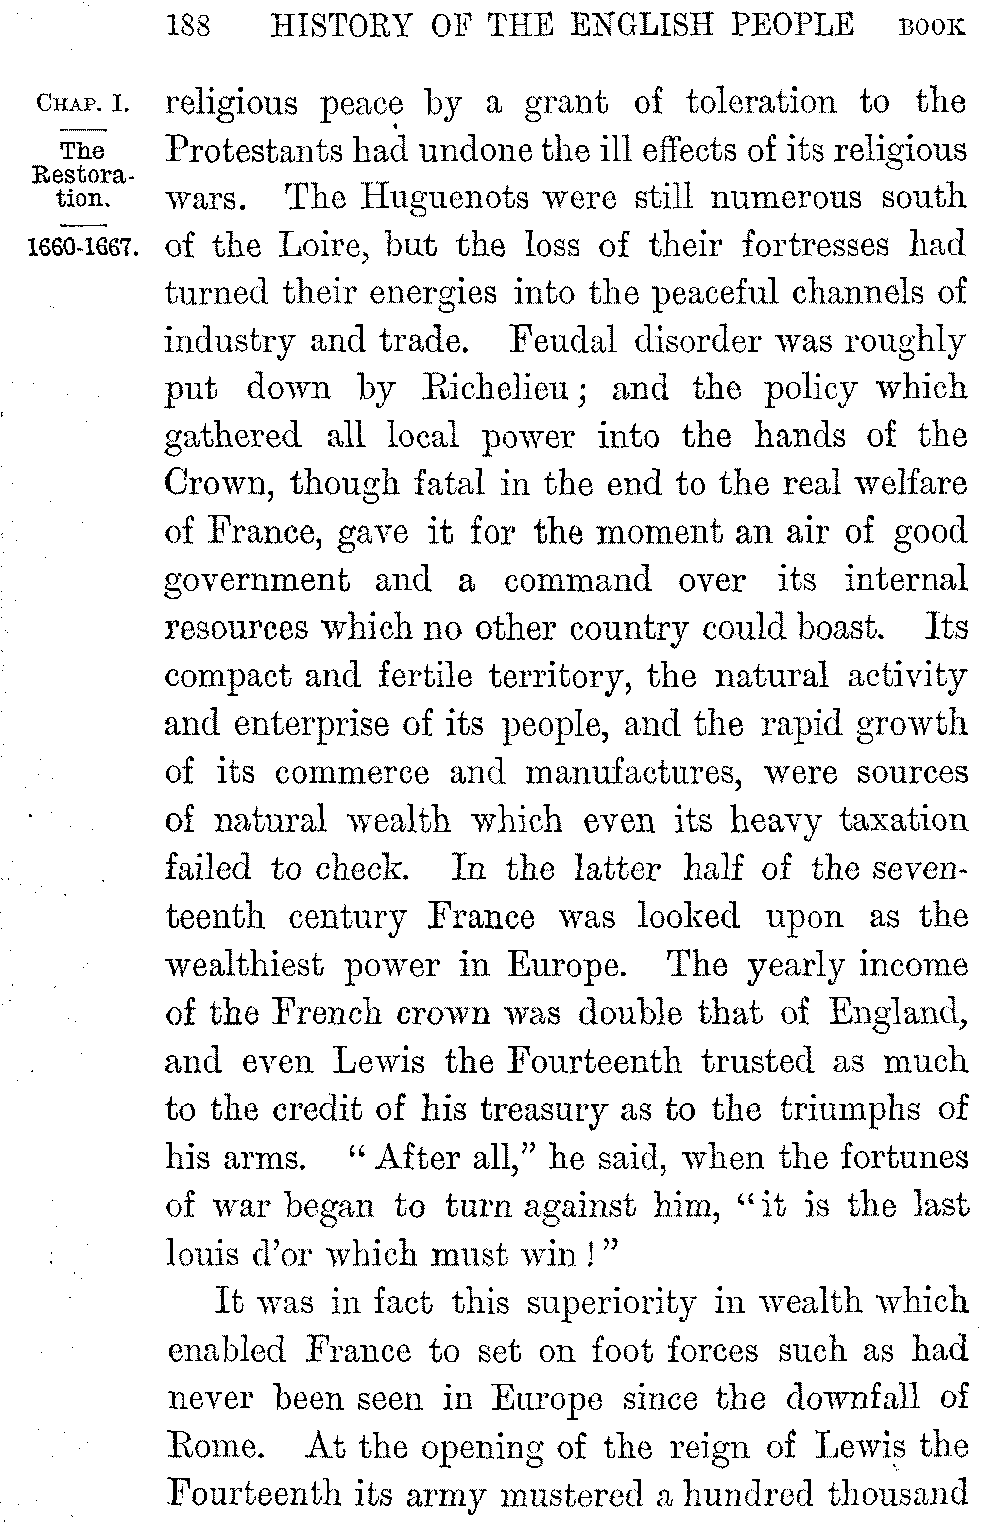 188 HISTORY OF THE ENGLISH PEOPLE BOOK
CHAP. I.
The
Restora-
tion.
1660-1667.
religious peace by a grant of toleration to the
Protestants had undone the ill effects of its religious
wars. The Huguenots were still numerous south
of the Loire, but the loss of their fortresses had
turned their energies into the peaceful channels of
industry and trade. Feudal disorder was roughly
put down by Richelieu; and the policy which
gathered all local power into the hands of the
Crown, though fatal in the end to the real welfare
of France, gave it for the moment an air of good
government and a command over its internal
resources which no other country could boast. Its
compact and fertile territory, the natural activity
and enterprise of its people, and the rapid growth
of its commerce and manufactures, were sources
of natural wealth which even its heavy taxation
failed to check. In the latter half of the seven-
teenth century France was looked upon as the
wealthiest power in Europe. The yearly income
of the French crown was double that of England,
and even Lewis the Fourteenth trusted as much
to the credit of his treasury as to the triumphs of
his arms. "After all," he said, when the fortunes
of war began to turn against him, "it is the last
louis d'or which must win!"
It was in fact this superiority in wealth which
enabled France to set on foot forces such as had
never been seen in Europe since the downfall of
Rome. At the opening of the reign of Lewis the
Fourteenth its army mustered a hundred thousand